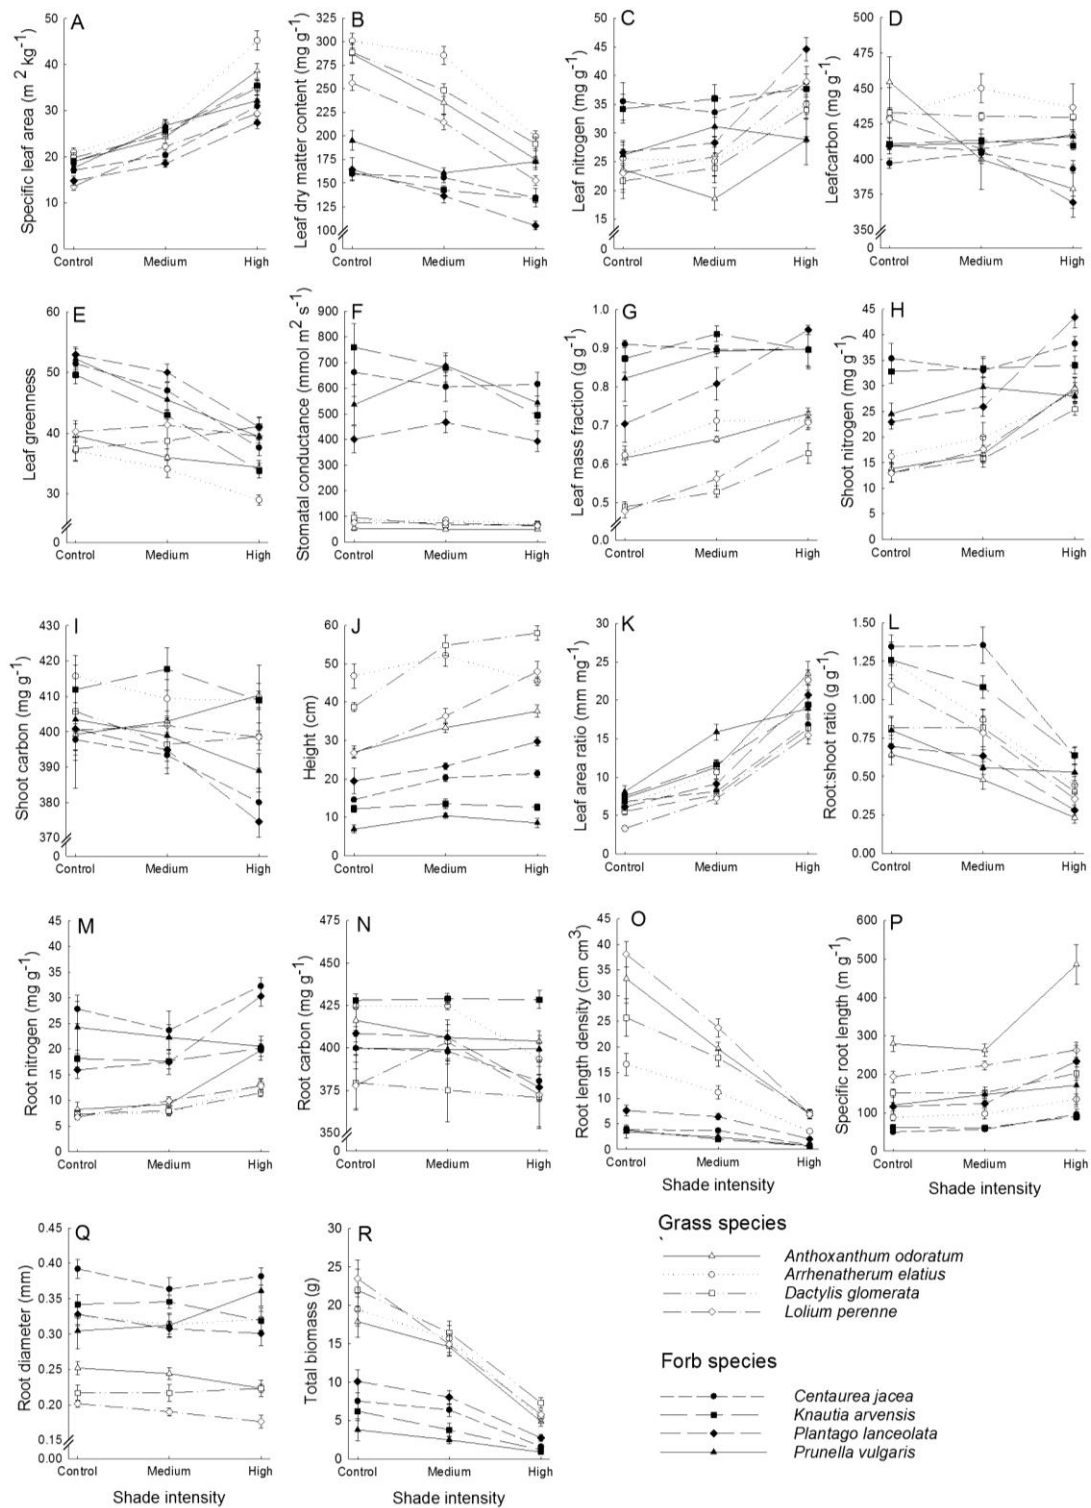 A
Specific leaf area (m 2 kg-1)
50
40
30
20
10
0
Control Medium High
B
Leaf dry matter content (mg g-1)
325
300
275
250
225
200
175
150
125
100
0
Control Medium High
C
Leaf nitrogen (mg g-1)
50
45
40
35
30
25
20
15
0
Control Medium High
D
Leafcarbon (mg g-1)
500
450
400
350
0
Control Medium High
E
Leaf greenness
60
50
40
30
0
Control Medium High
F
Stomatal conductance (mmol m2 s-1)
900
800
700
600
500
400
300
200
100
0
Control Medium High
G
Leaf mass fraction (g g-1)
1.0
0.9
0.8
0.7
0.6
0.5
0.0
Control Medium High
H
Shoot nitrogen (mg g-1)
45
40
35
30
25
20
15
10
5
0
Control Medium High
I
Shoot carbon (mg g-1)
430
420
410
400
390
380
370
0
Control Medium High
J
Height (cm)
60
50
40
30
20
10
0
Control Medium High
K
Leaf area ratio (mm mg-1)
30
25
20
15
10
5
0
Control Medium High
L
Root:shoot ratio (g g-1)
1.50
1.25
1.00
0.75
0.50
0.25
0.00
Control Medium High
M
Root nitrogen (mg g-1)
45
40
35
30
25
20
15
10
5
0
Control Medium High
N
Root carbon (mg g-1)
475
450
425
400
375
350
0
Control Medium High
O
Root length density (cm cm3)
45
40
35
30
25
20
15
10
5
0
Control Medium High
Shade intensity
P
Specific root length (m g-1)
600
500
400
300
200
100
0
Control Medium High
Shade intensity
Q
Root diameter (mm)
0.45
0.40
0.35
0.30
0.25
0.20
0.15
0.00
Control Medium High
Shade intensity
R
Total biomass (g)
30
25
20
15
10
5
0
Control Medium High
Shade intensity
Grass species
Anthoxanthum odoratum
Arrhenatherum elatius
Dactylis glomerata
Lolium perenne
Forb species
Centaurea jacea
Knautia arvensis
Plantago lanceolata
Prunella vulgaris